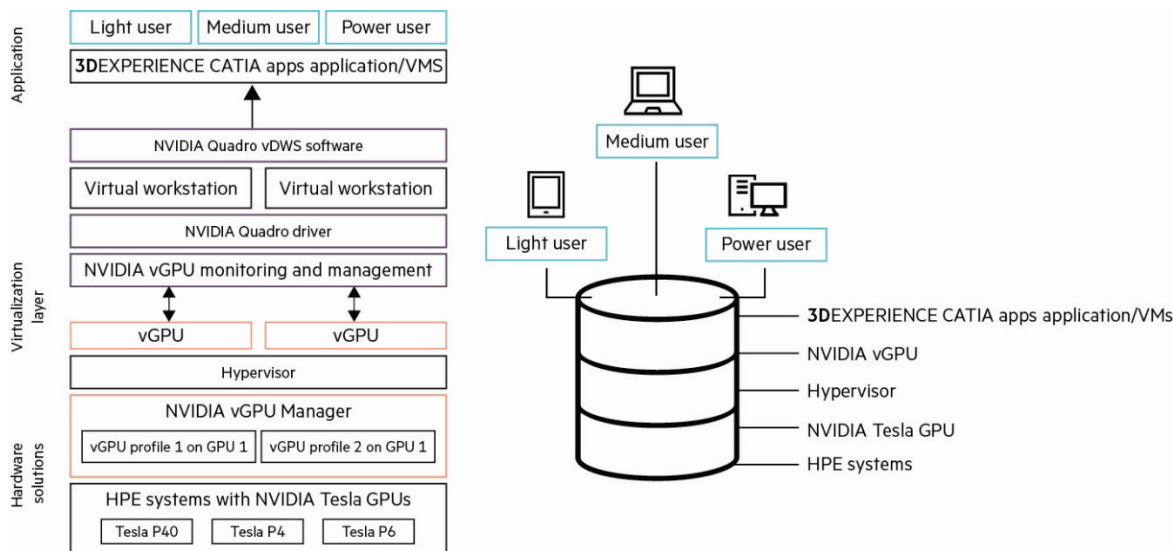 Application
Light user
Medium user
Power user
3DEXPERIENCE CATIA apps application/VMS
Virtualization
layer
NVIDIA Quadro vDWS software
Virtual workstation
Virtual workstation
NVIDIA Quadro driver
NVIDIA vGPU monitoring and management
vGPU
vGPU
Hypervisor
Hardware
solutions
NVIDIA vGPU Manager
vGPU profile 1 on GPU 1
vGPU profile 2 on GPU 1
HPE systems with NVIDIA Tesla GPUs
Tesla P40
Tesla P4
Tesla P6
Medium user
Light user
Power user
3DEXPERIENCE CATIA apps application/VMs
NVIDIA vGPU
Hypervisor
NVIDIA Tesla GPU
HPE systems